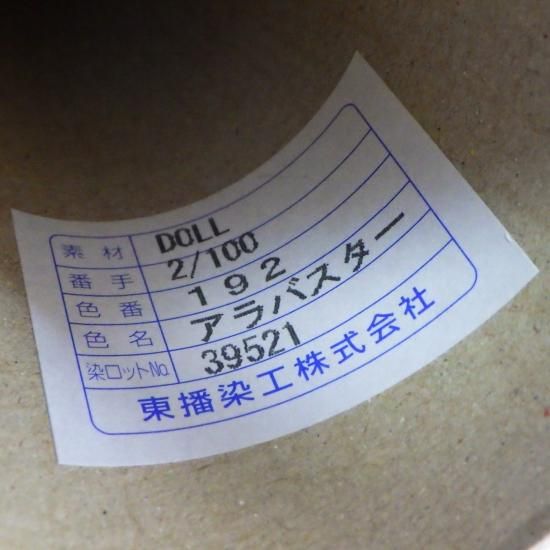 素材 DOLL
番手 2/100
色番 192
色名 アラバスター
染ロットNo 39521
東播染工株式会社